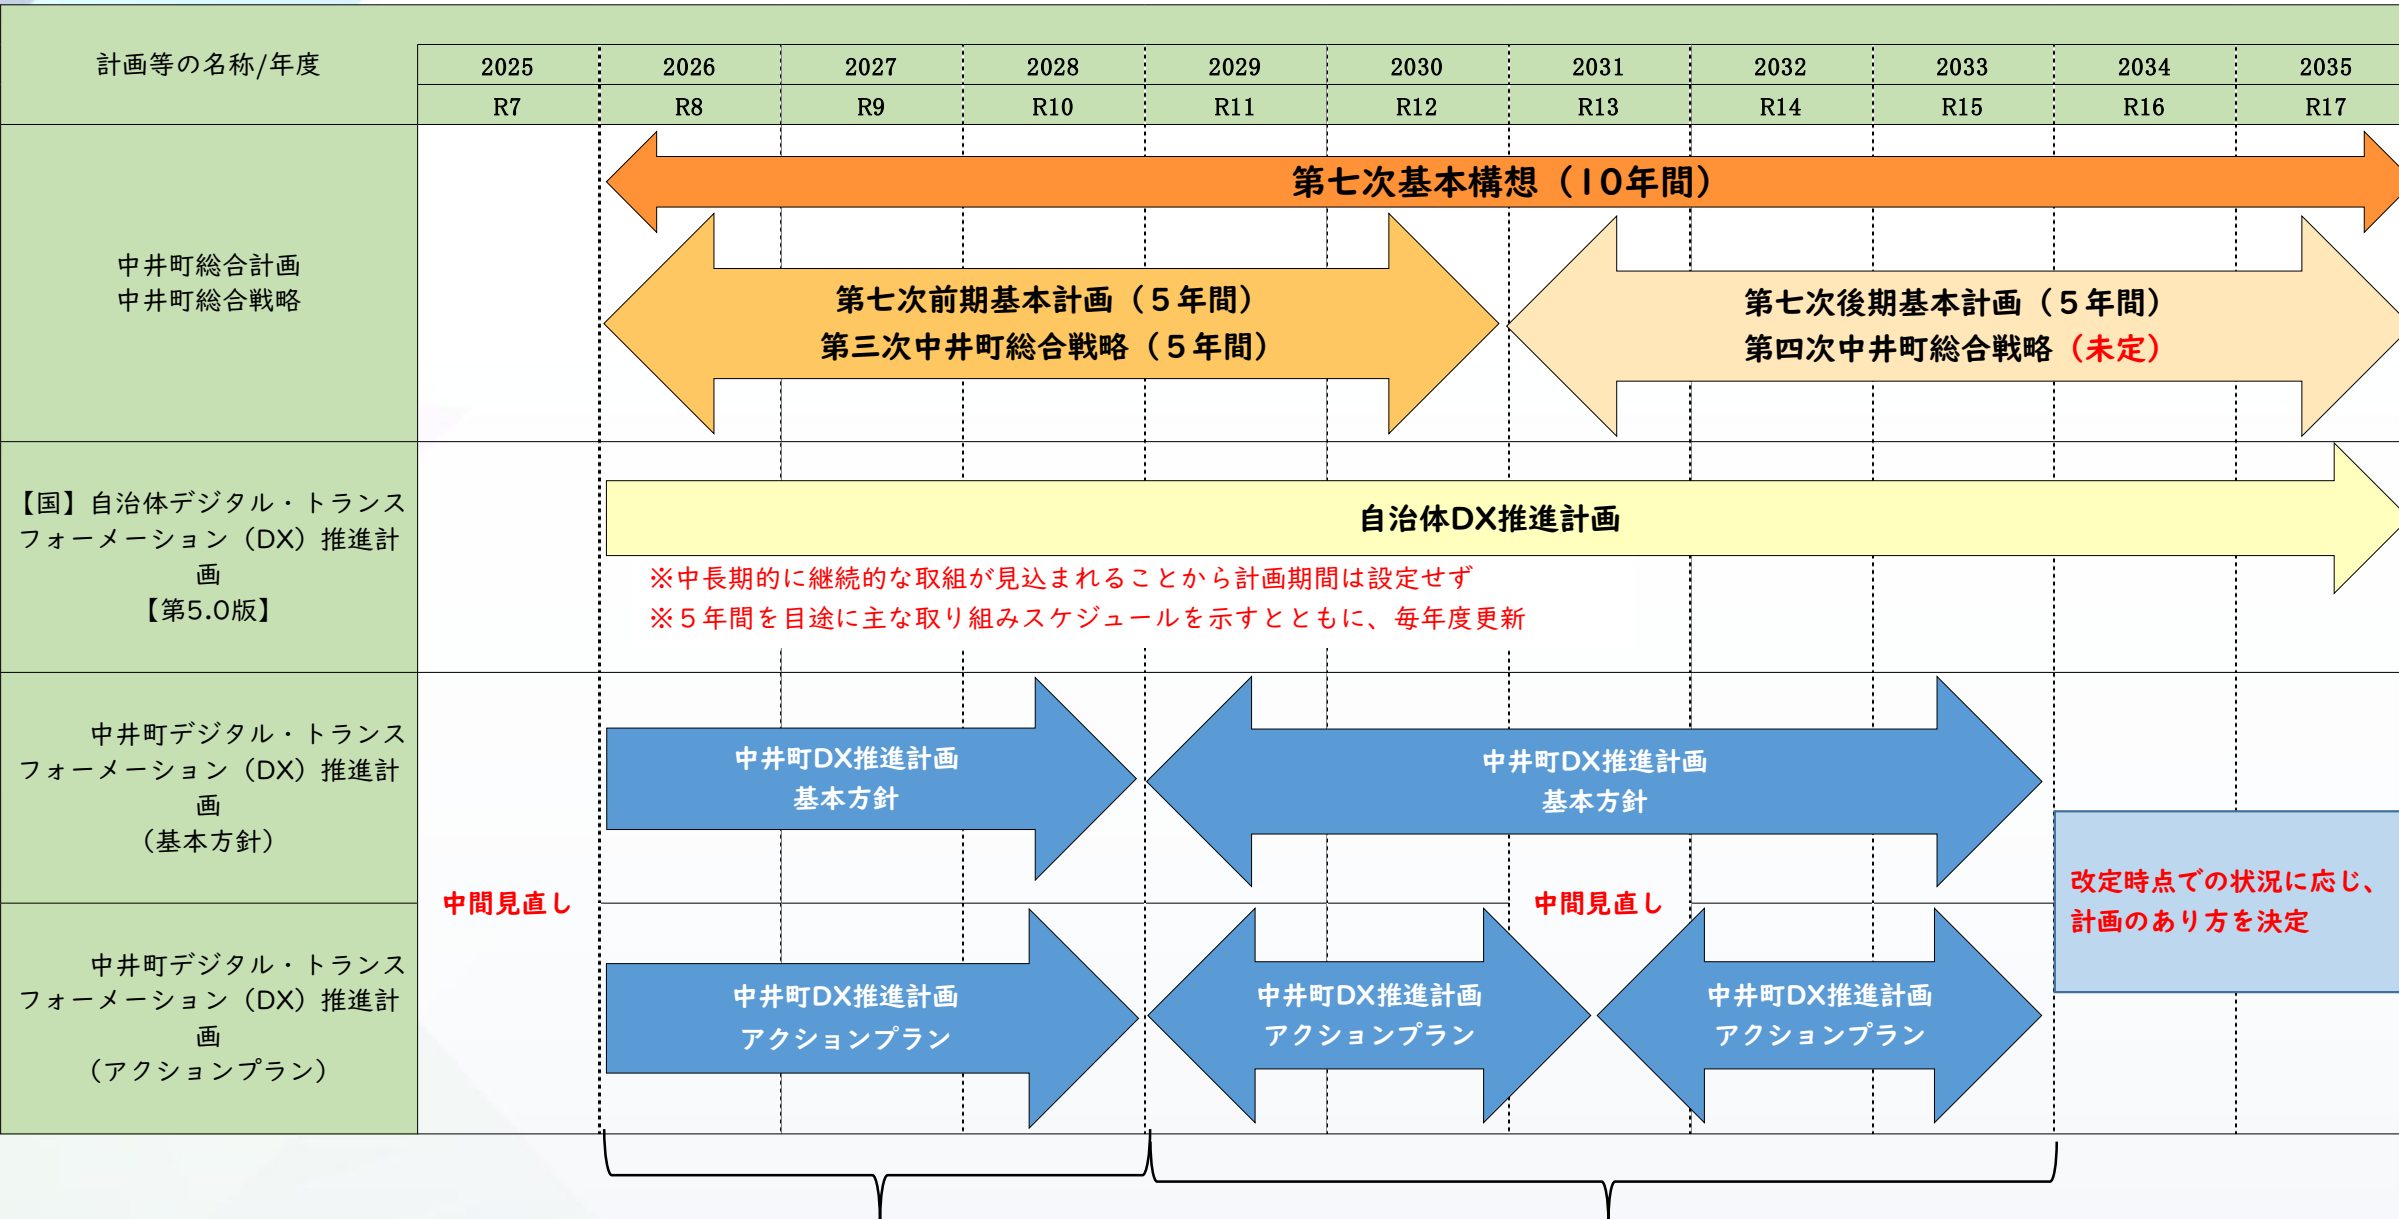 計画等の名称/年度
2025 2026 2027 2028 2029 2030 2031 2032 2033 2034 2035
R7 R8 R9 R10 R11 R12 R13 R14 R15 R16 R17
中井町総合計画
中井町総合戦略
第七次基本構想（10年間）
第七次前期基本計画（５年間）
第三次中井町総合戦略（５年間）
第七次後期基本計画（５年間）
第四次中井町総合戦略（未定）
【国】自治体デジタル・トランス
フォーメーション（DX）推進計
画
【第5.0版】
自治体DX推進計画
※中長期的に継続的な取組が見込まれることから計画期間は設定せず
※５年間を目途に主な取り組みスケジュールを示すとともに、毎年度更新
中井町デジタル・トランス
フォーメーション（DX）推進計
画
（基本方針）
中井町DX推進計画
基本方針
中井町DX推進計画
基本方針
中間見直し
中間見直し
改定時点での状況に応じ、
計画のあり方を決定
中井町デジタル・トランス
フォーメーション（DX）推進計
画
（アクションプラン）
中井町DX推進計画
アクションプラン
中井町DX推進計画
アクションプラン
中井町DX推進計画
アクションプラン